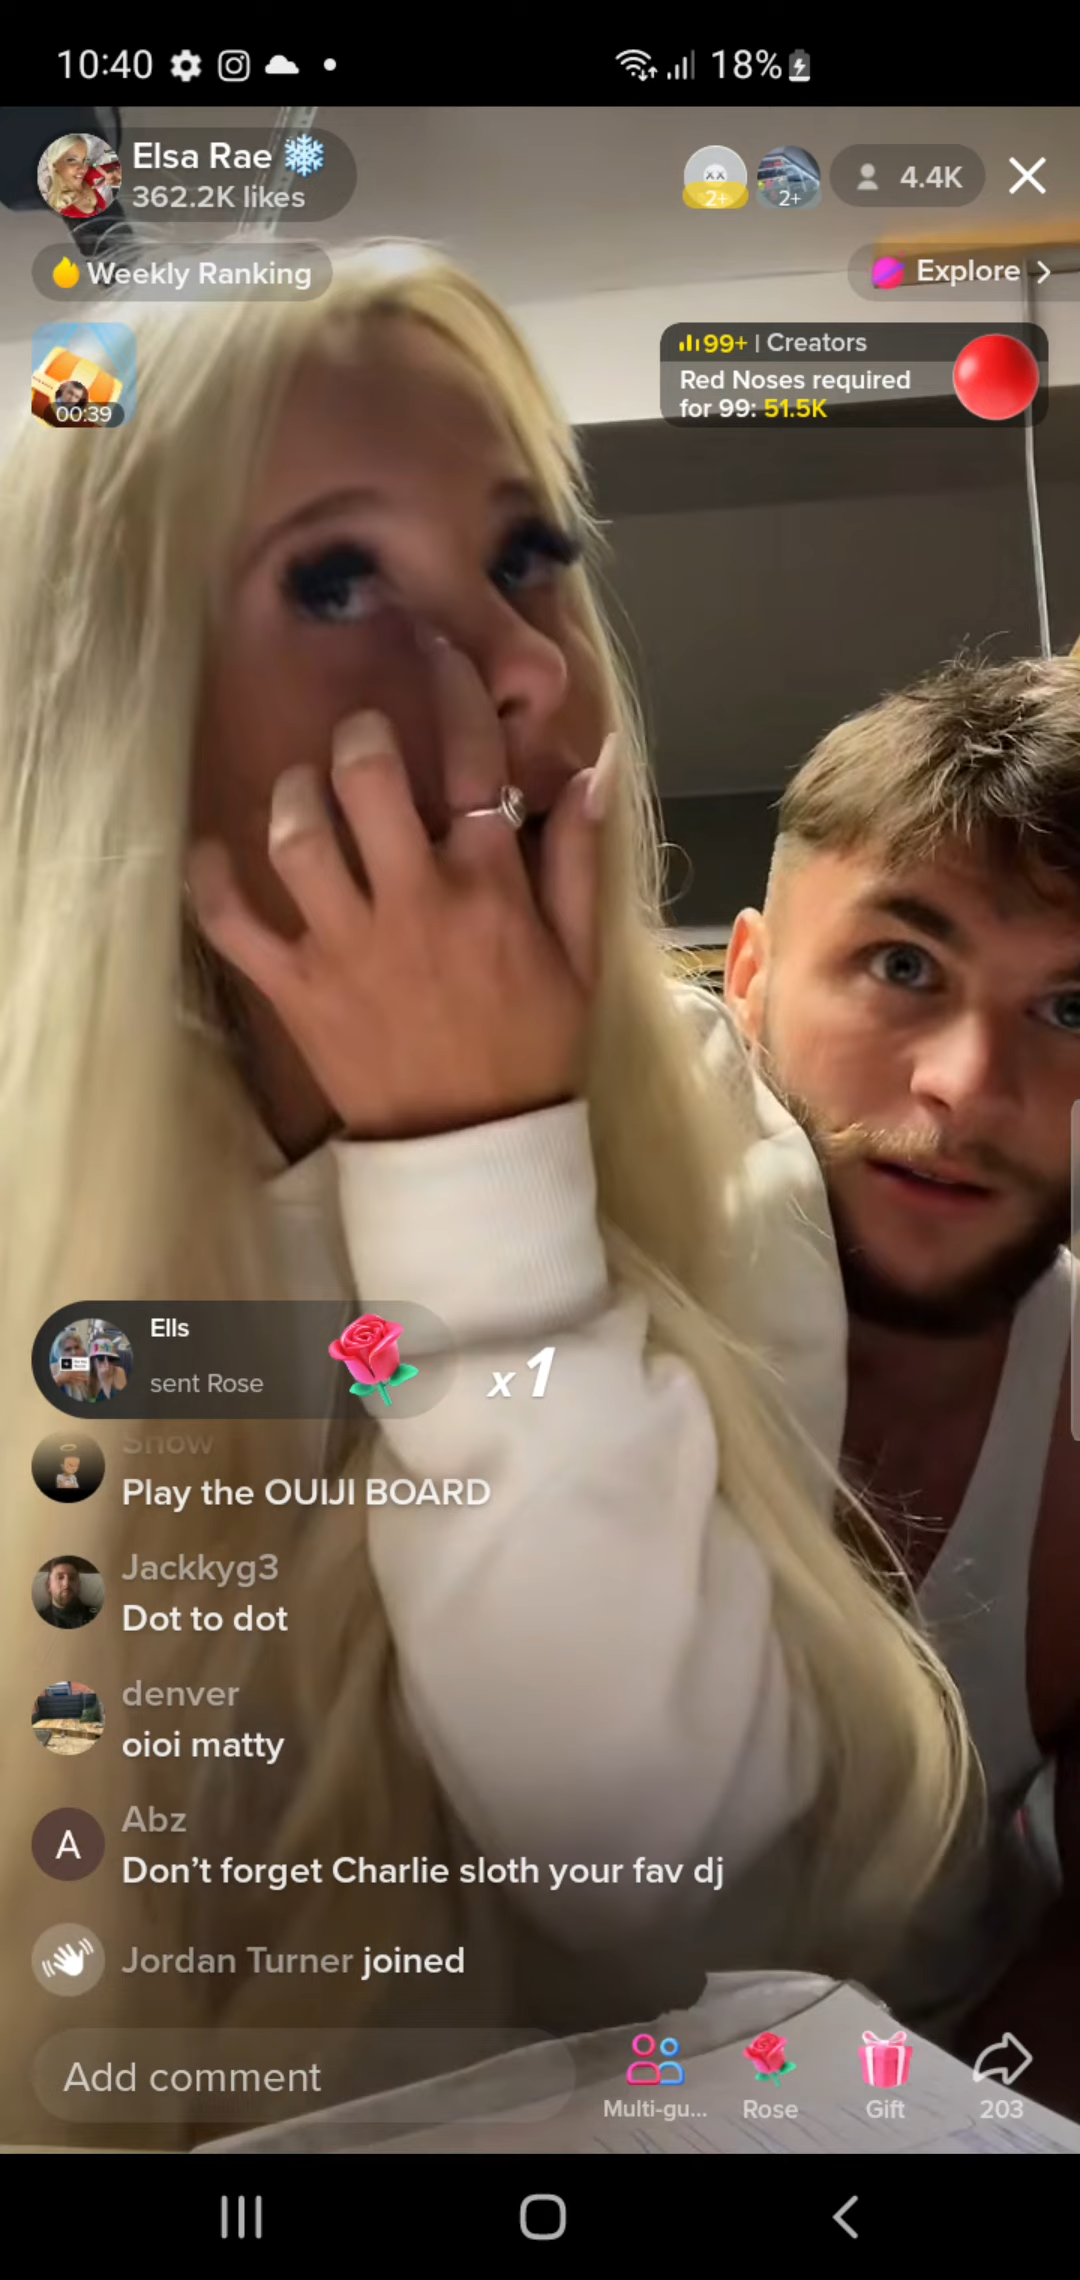 10:40
18%
Elsa Rae
362.2K likes
2+
2+
4.4K
Weekly Ranking
Explore
00:39
99+ | Creators
Red Noses required
for 99: 51.5K
Ells
sent Rose
x1
Snow
Play the OUIJI BOARD
Jackkyg3
Dot to dot
denver
oioi matty
A
Abz
Don't forget Charlie sloth your fav dj
Jordan Turner joined
Add comment
Multi-gu...
Rose
Gift
203